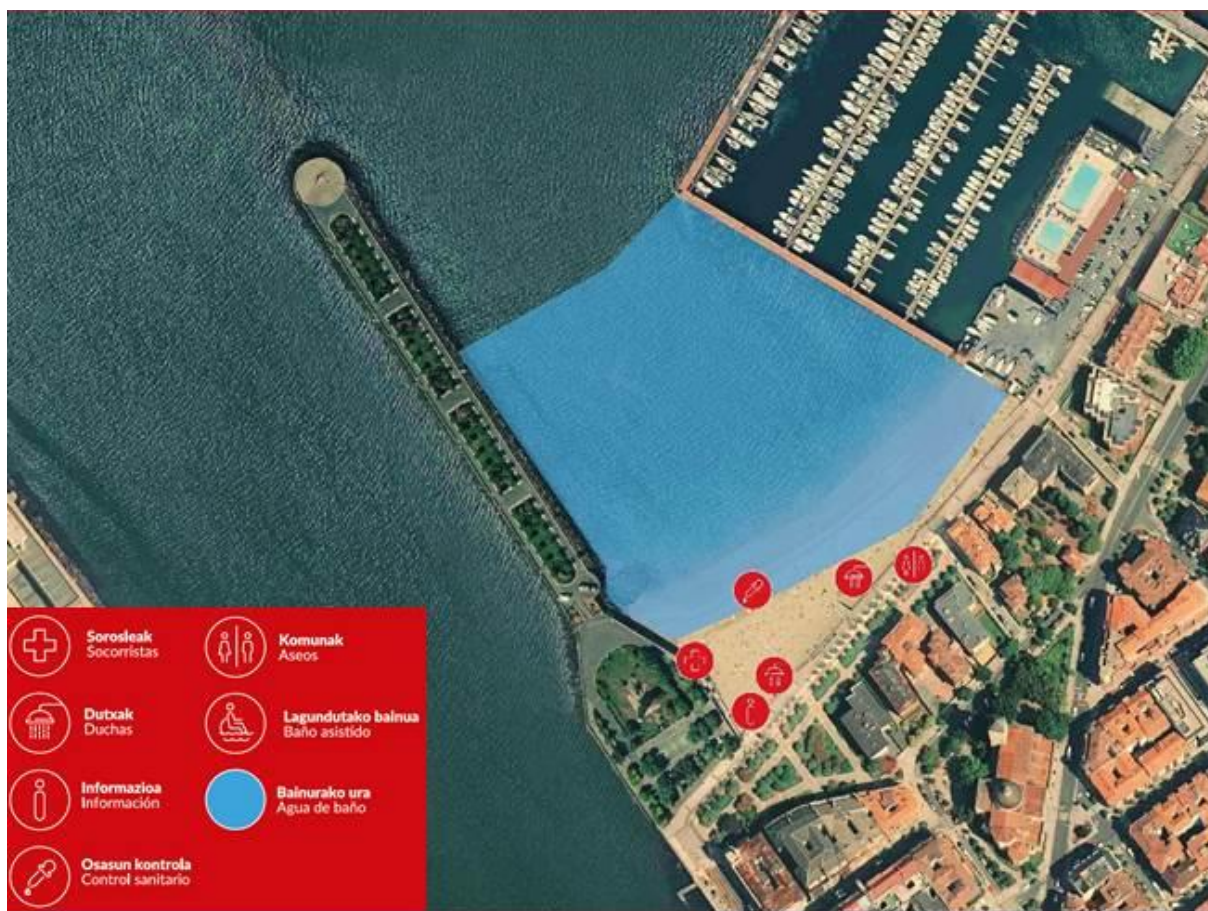 Sorosleak
Socorristas
Dutxak
Duchas
Informazioa
Información
Osasun kontrola
Control sanitario
Komunak
Aseos
Lagundutako bainua
Baño asistido
Bainurako ura
Agua de baño